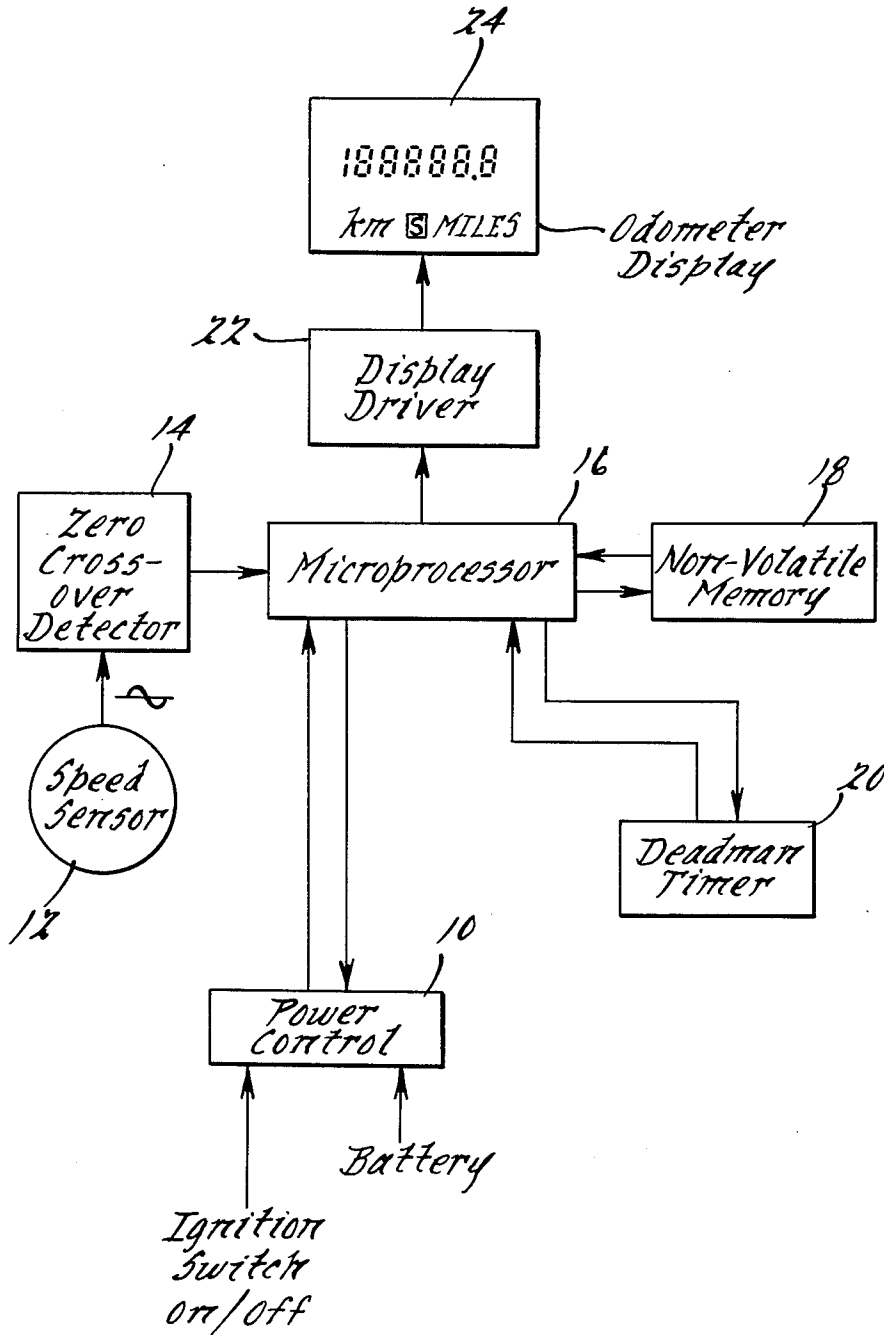 24
188888.8
km S MILES
Odometer
Display
22
Display
Driver
14
Zero
Cross-
over
Detector
16
Microprocessor
18
Non-Volatile
Memory
Speed
Sensor
12
20
Deadman
Timer
10
Power
Control
Battery
Ignition
Switch
On/Off